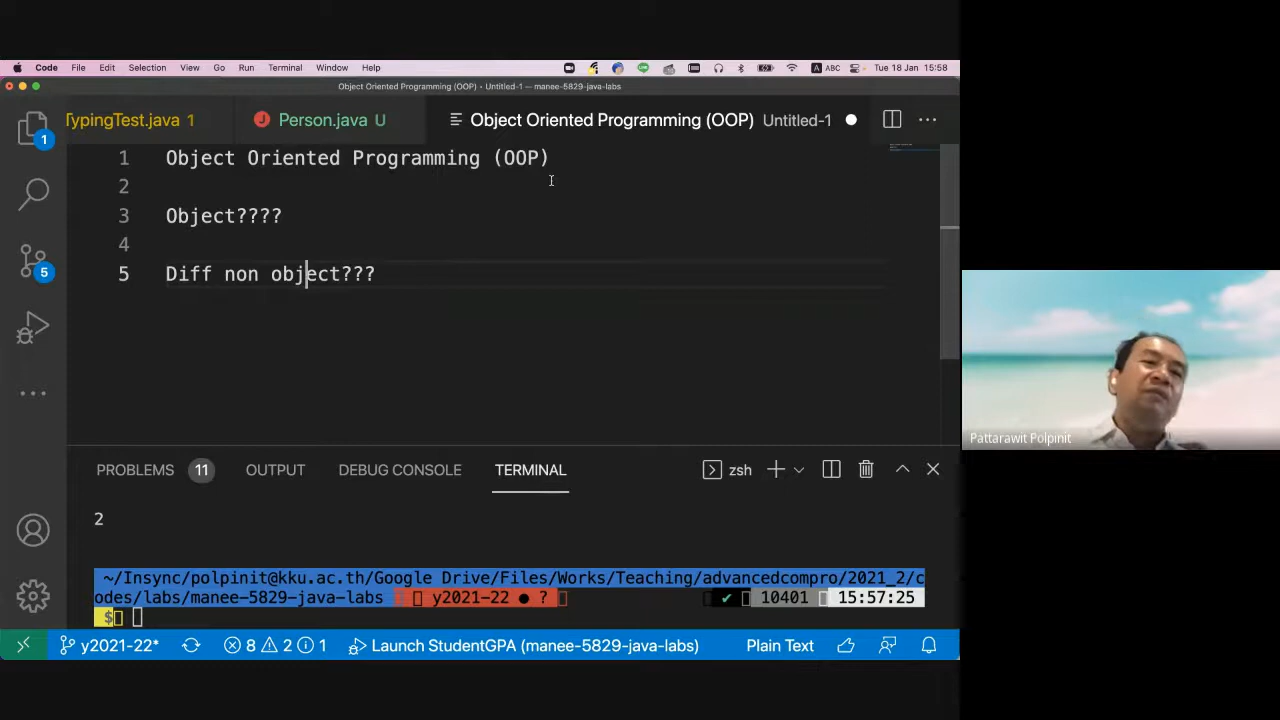 Code File Edit Selection View Go Run Terminal Window Help ABC Tue 18 Jan 15:58
Object Oriented Programming (OOP) • Untitled-1 — manee-5829-java-labs
TypingTest.java 1 Person.java U Object Oriented Programming (OOP) Untitled-1
1 Object Oriented Programming (OOP)
2
3 Object????
4
5 Diff non object???
1
5
Pattarawit Polpinit
PROBLEMS 11 OUTPUT DEBUG CONSOLE TERMINAL zsh
2
~/Insync/polpinit@kku.ac.th/Google Drive/Files/Works/Teaching/advancedcompro/2021_2/c
odes/labs/manee-5829-java-labs y2021-22 ● ? ✔ 10401 15:57:25
$
y2021-22* 8 2 1 Launch StudentGPA (manee-5829-java-labs) Plain Text